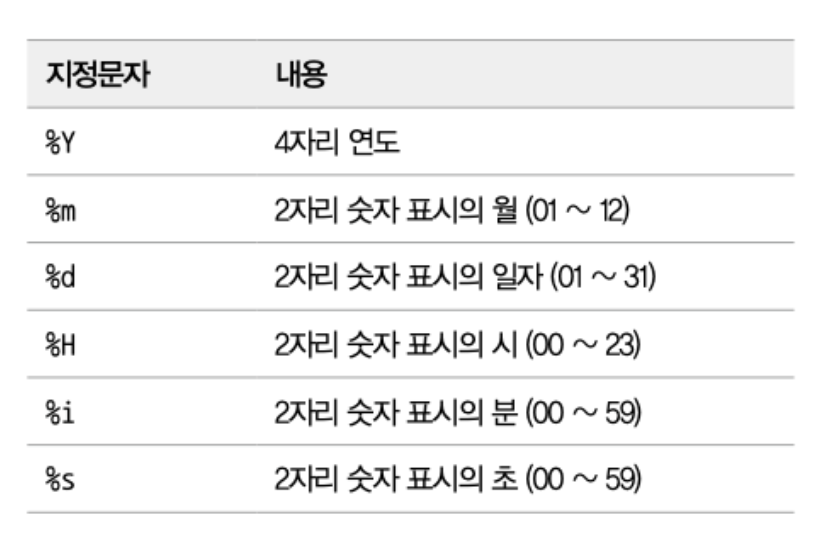 지정문자 내용
%Y 4자리 연도
%m 2자리 숫자 표시의 월 (01 ~ 12)
%d 2자리 숫자 표시의 일자 (01 ~ 31)
%H 2자리 숫자 표시의 시 (00 ~ 23)
%i 2자리 숫자 표시의 분 (00 ~ 59)
%s 2자리 숫자 표시의 초 (00 ~ 59)